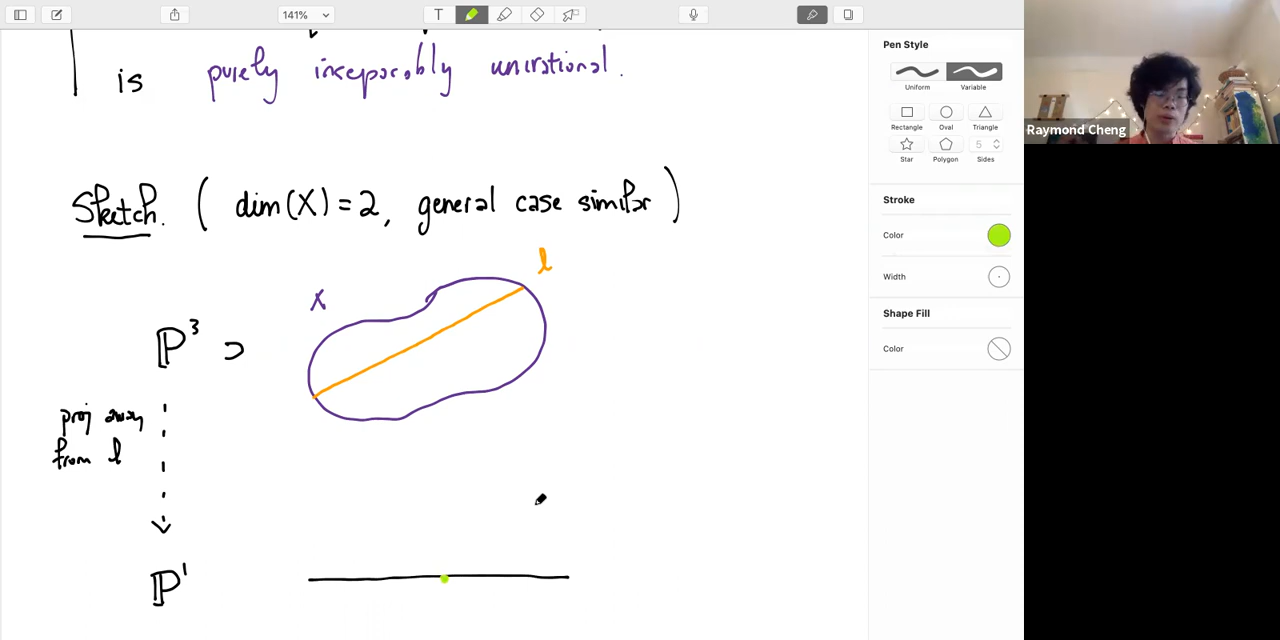 141%
T
is purely inseparably unirational.
Sketch. ( dim(X) = 2, general case similar )
l
X
ℙ³ ⊃
proj away
from l
ℙ¹
Pen Style
Uniform Variable
Rectangle Oval Triangle
5
Star Polygon Sides
Stroke
Color
Width
Shape Fill
Color
Raymond Cheng